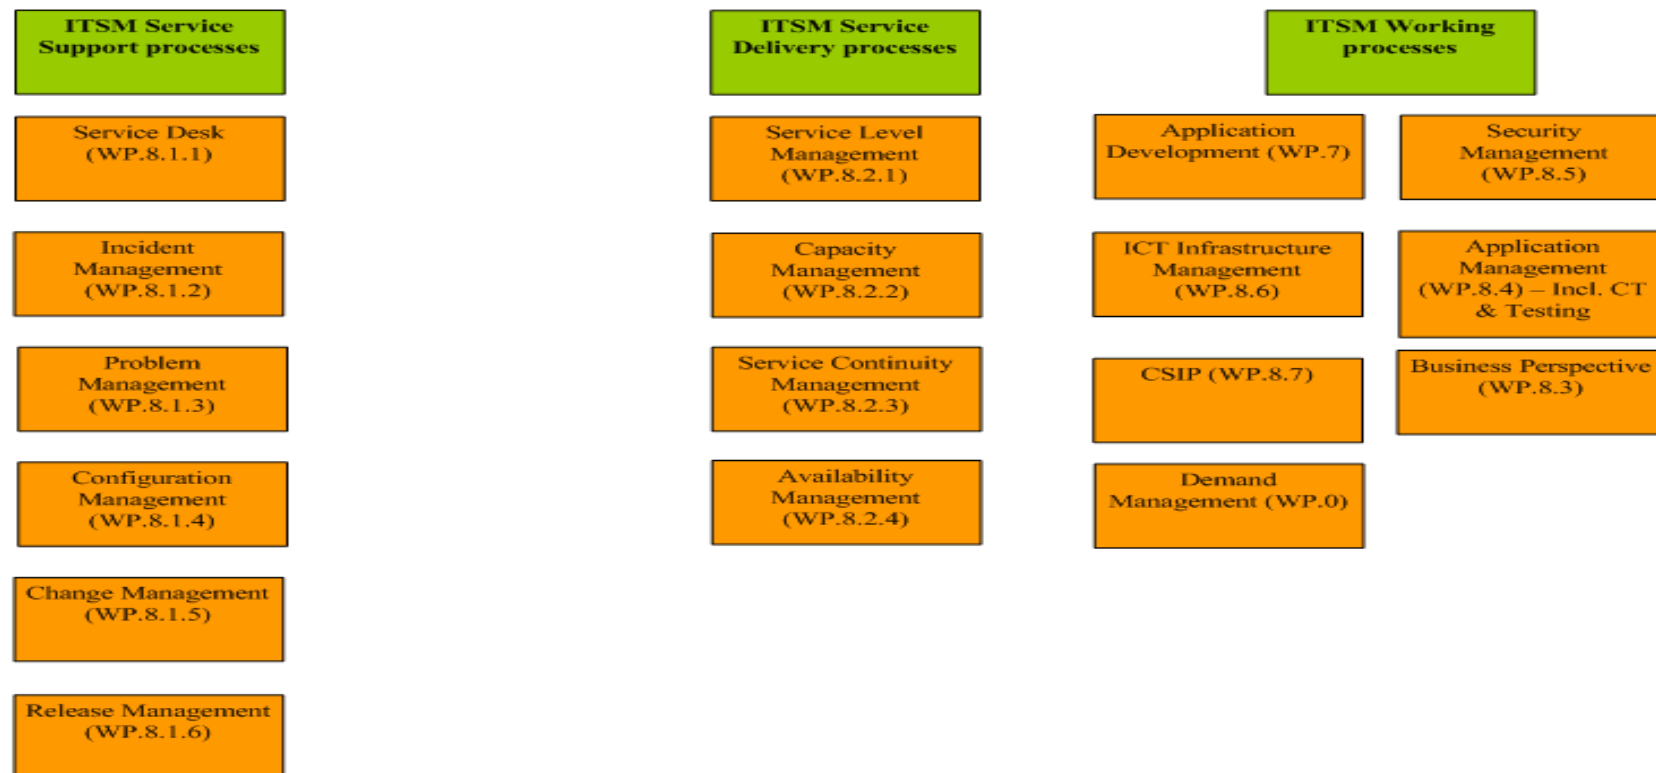 ITSM Service
Support processes
Service Desk
(WP.8.1.1)
Incident
Management
(WP.8.1.2)
Problem
Management
(WP.8.1.3)
Configuration
Management
(WP.8.1.4)
Change Management
(WP.8.1.5)
Release Management
(WP.8.1.6)
ITSM Service
Delivery processes
Service Level
Management
(WP.8.2.1)
Capacity
Management
(WP.8.2.2)
Service Continuity
Management
(WP.8.2.3)
Availability
Management
(WP.8.2.4)
ITSM Working
processes
Application
Development (WP.7)
Security
Management
(WP.8.5)
ICT Infrastructure
Management
(WP.8.6)
Application
Management
(WP.8.4) – Incl. CT
& Testing
CSIP (WP.8.7)
Business Perspective
(WP.8.3)
Demand
Management (WP.0)